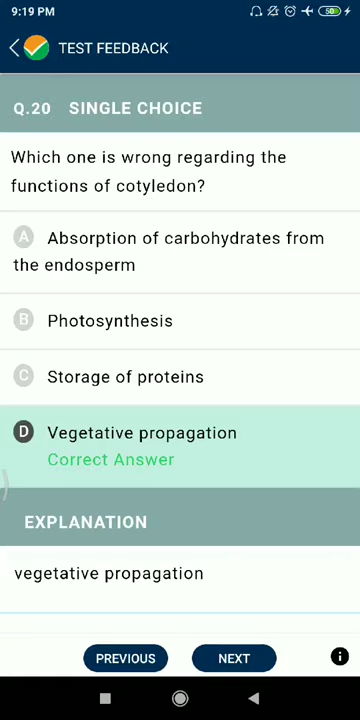 9:19 PM
50
TEST FEEDBACK
Q.20 SINGLE CHOICE
Which one is wrong regarding the
functions of cotyledon?
A Absorption of carbohydrates from
the endosperm
B Photosynthesis
C Storage of proteins
D Vegetative propagation
Correct Answer
EXPLANATION
vegetative propagation
PREVIOUS NEXT